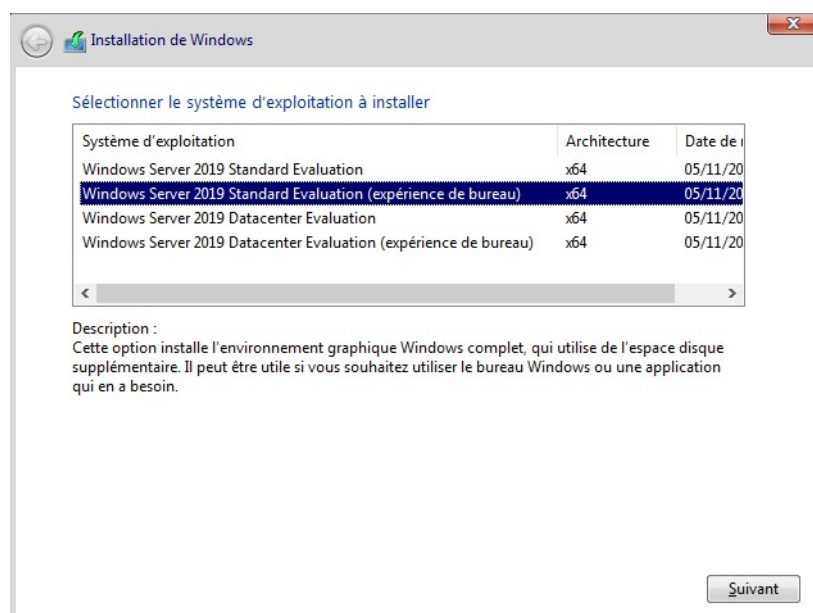 Installation de Windows
Sélectionner le système d'exploitation à installer
Système d'exploitation Architecture Date de
Windows Server 2019 Standard Evaluation x64 05/11/20
Windows Server 2019 Standard Evaluation (expérience de bureau) x64 05/11/20
Windows Server 2019 Datacenter Evaluation x64 05/11/20
Windows Server 2019 Datacenter Evaluation (expérience de bureau) x64 05/11/20
Description :
Cette option installe l'environnement graphique Windows complet, qui utilise de l'espace disque
supplémentaire. Il peut être utile si vous souhaitez utiliser le bureau Windows ou une application
qui en a besoin.
Suivant